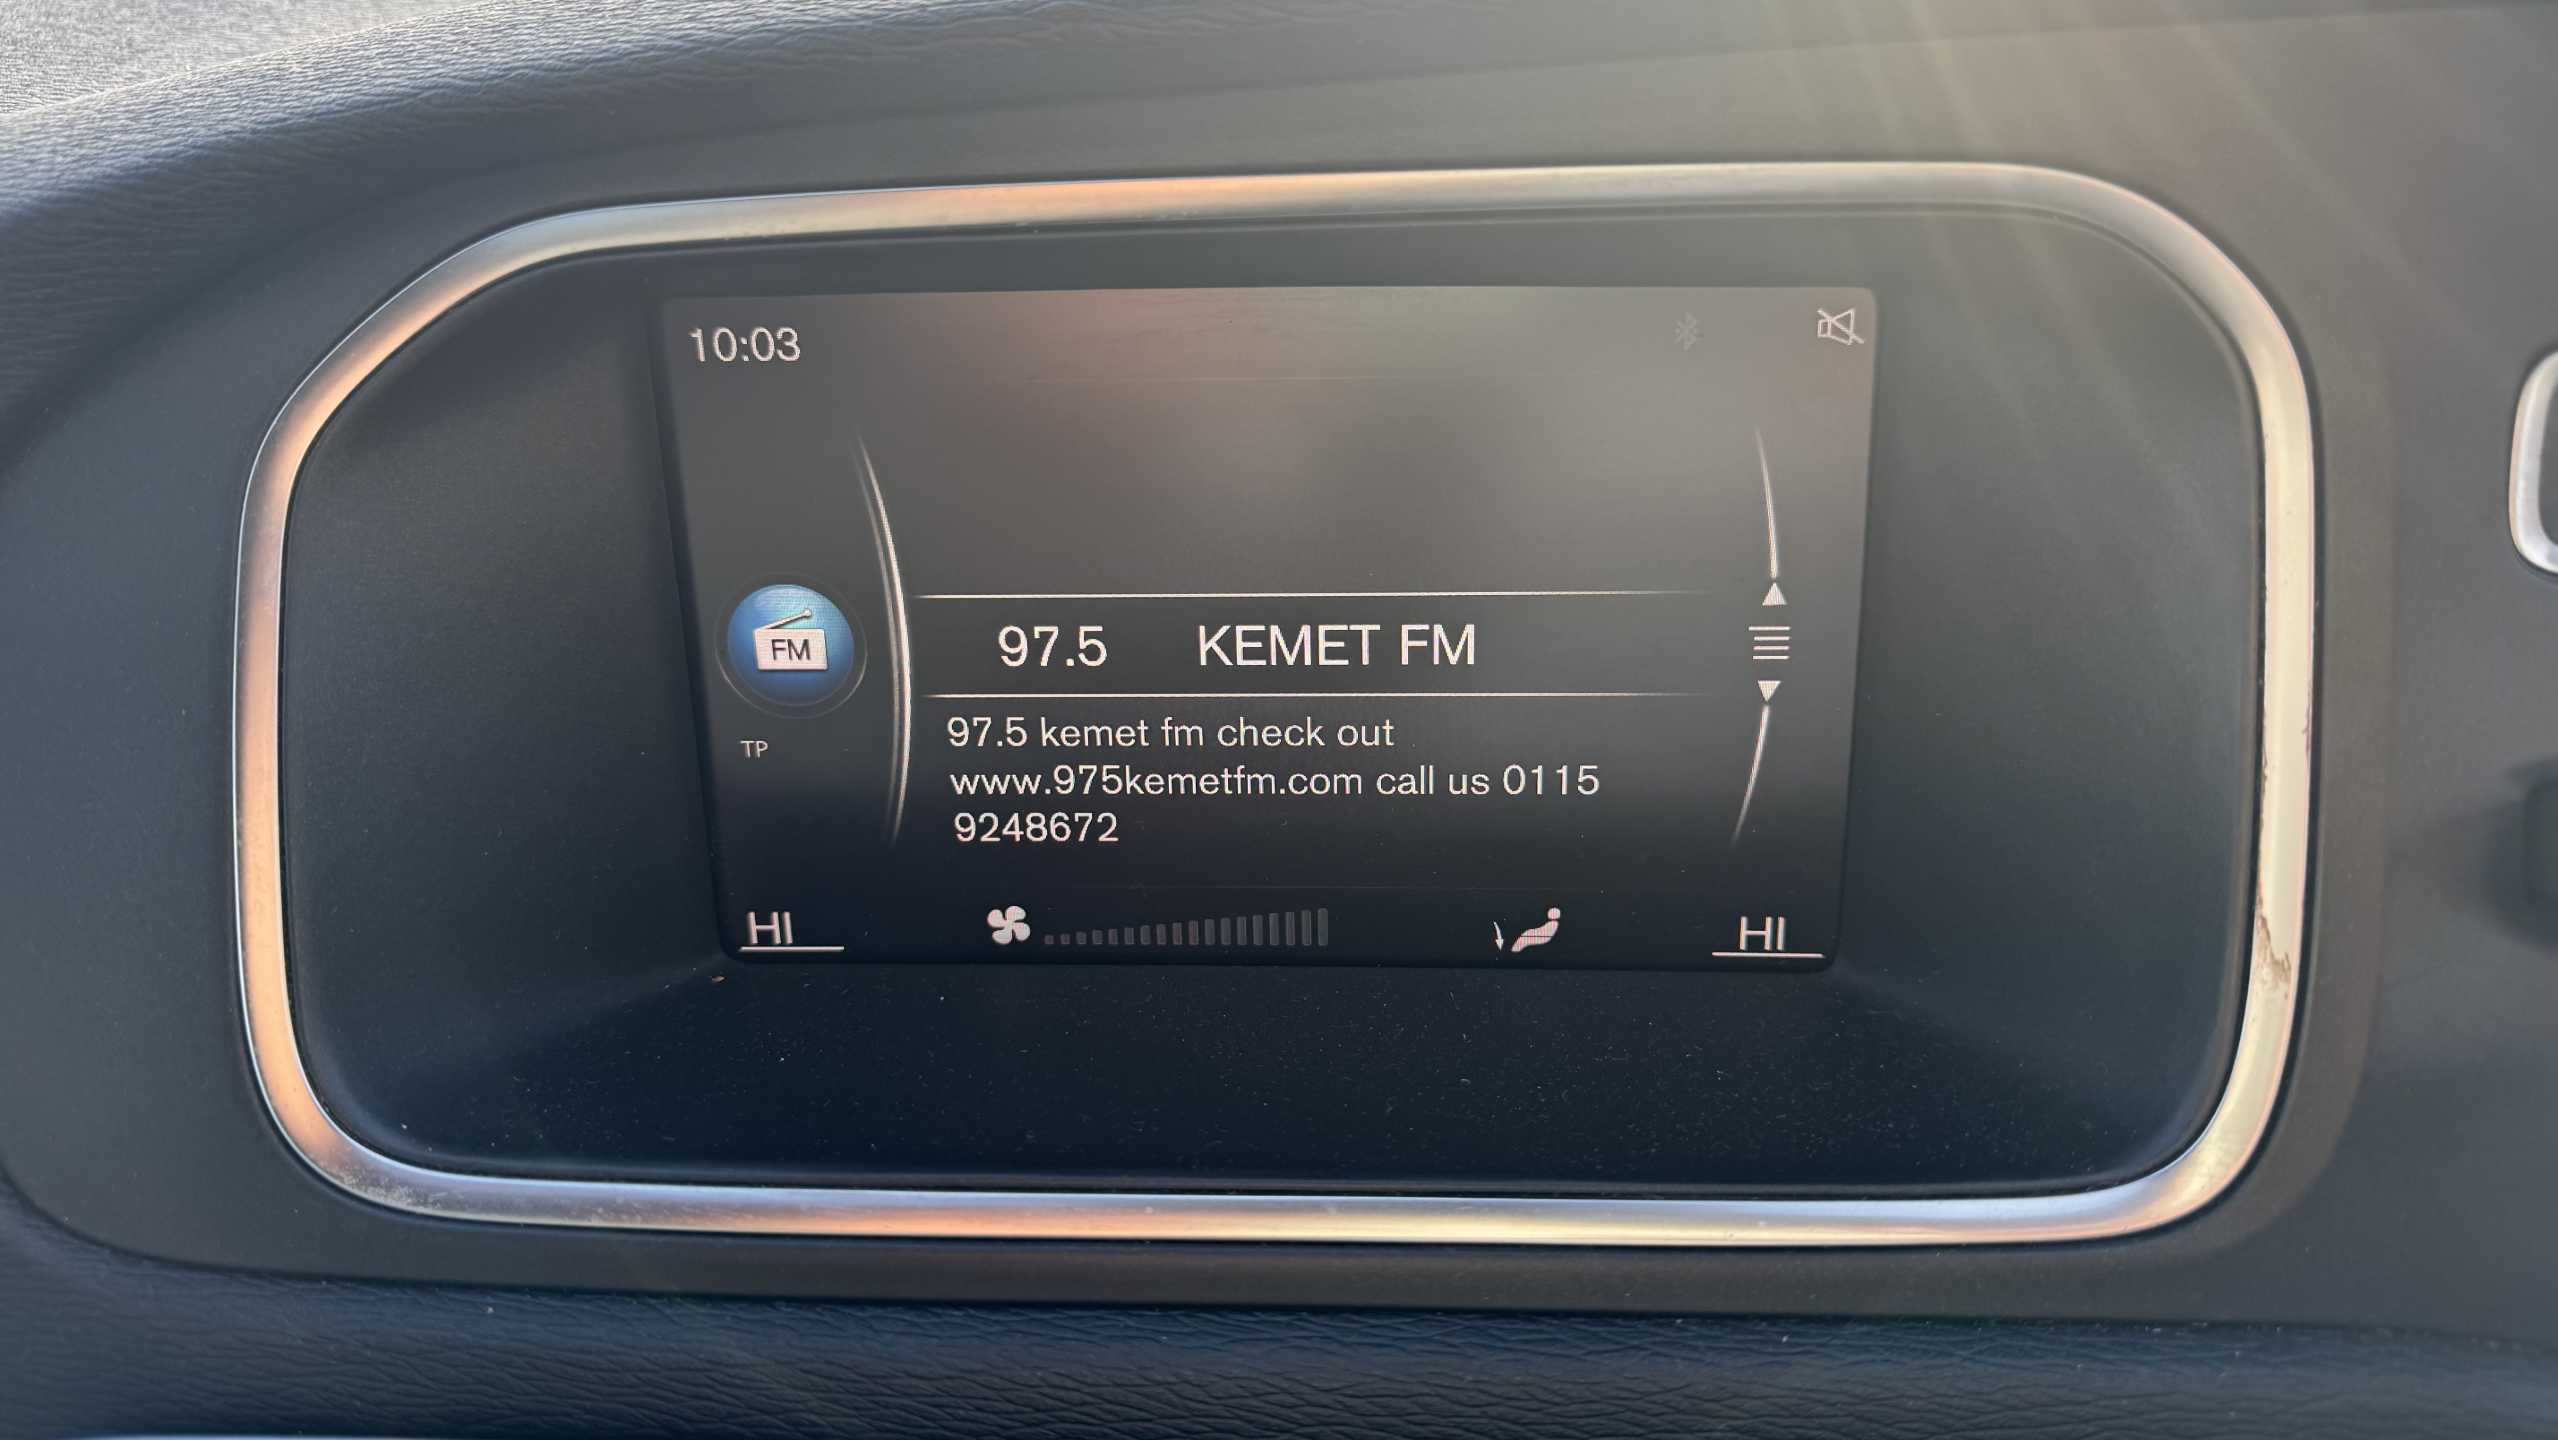 10:03
FM
97.5 KEMET FM
TP
97.5 kemet fm check out
www.975kemetfm.com call us 0115
9248672
HI HI